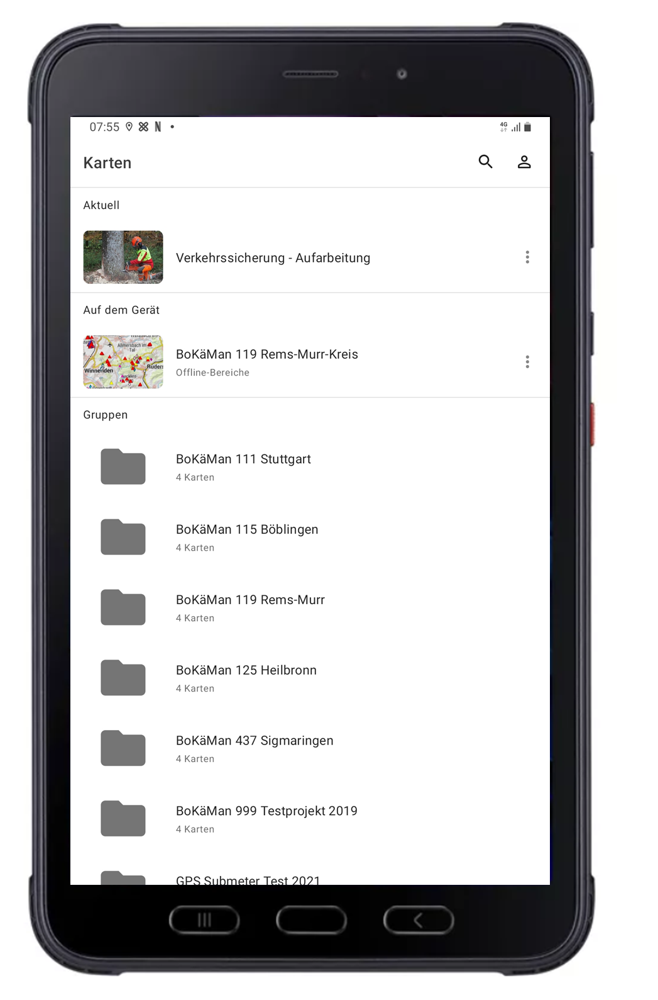 07:55 N
4G
Karten
Aktuell
Verkehrssicherung - Aufarbeitung
Auf dem Gerät
Allmersbach im
Tal
Winnenden
BoKäMan 119 Rems-Murr-Kreis
Offline-Bereiche
Gruppen
BoKäMan 111 Stuttgart
4 Karten
BoKäMan 115 Böblingen
4 Karten
BoKäMan 119 Rems-Murr
4 Karten
BoKäMan 125 Heilbronn
4 Karten
BoKäMan 437 Sigmaringen
4 Karten
BoKäMan 999 Testprojekt 2019
4 Karten
GPS Submeter Test 2021